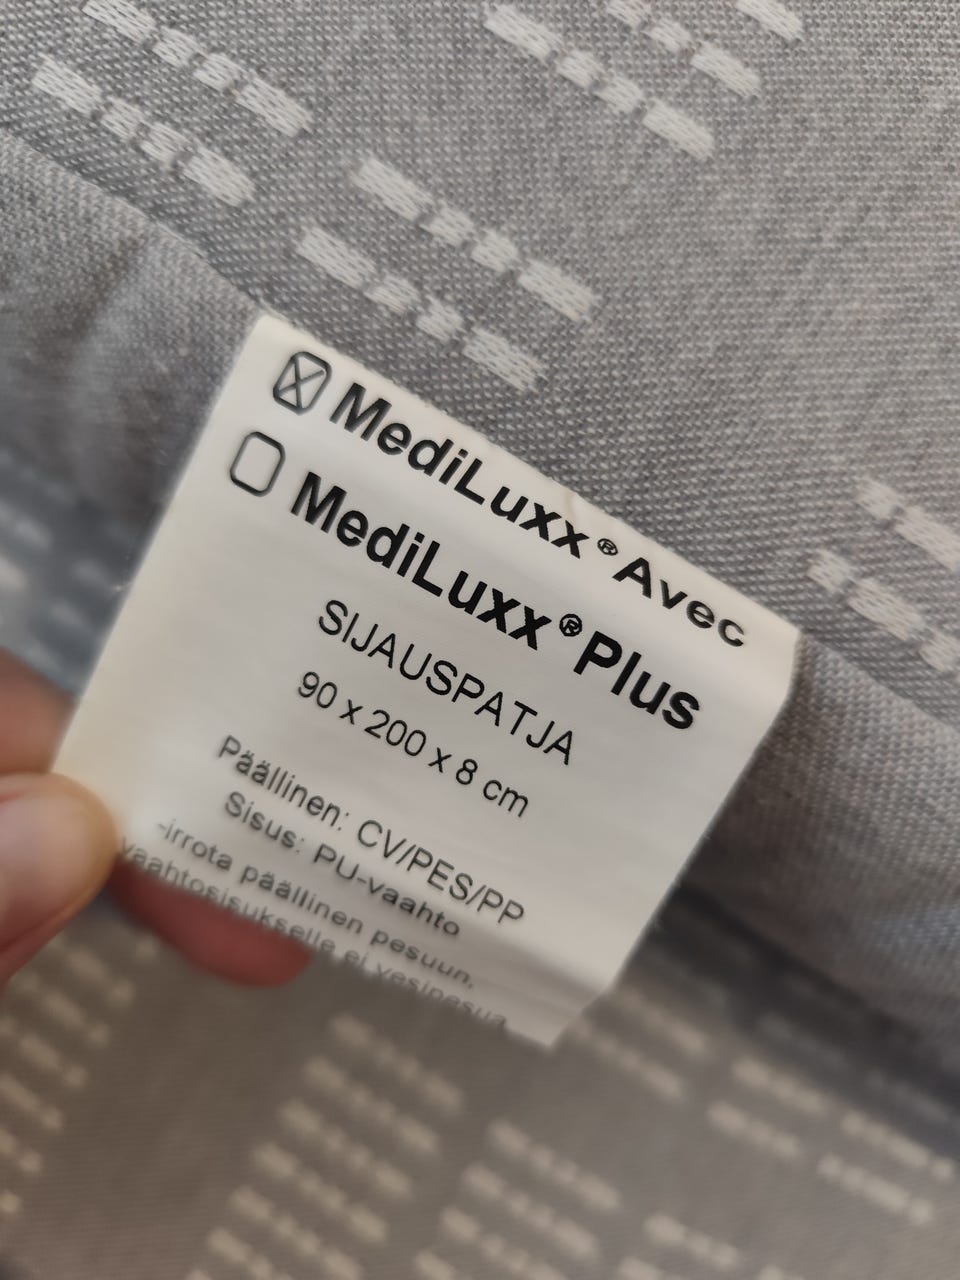 ☒ MediLuxx® Avec
☐ MediLuxx® Plus
SIJAUSPATJA
90 x 200 x 8 cm
Päällinen: CV/PES/PP
Sisus: PU-vaahto
-irrota päällinen pesuun,
vaahtosisukselle ei vesipesua